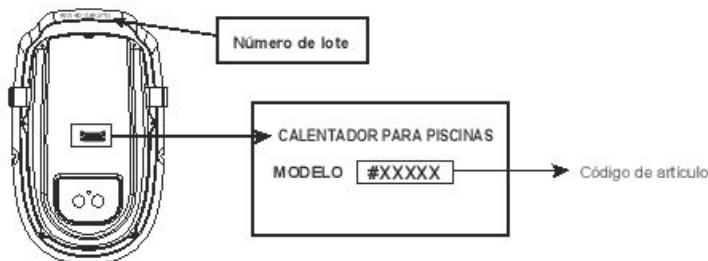 Número de lote
CALENTADOR PARA PISCINAS
MODELO #XXXXX
Código de artículo